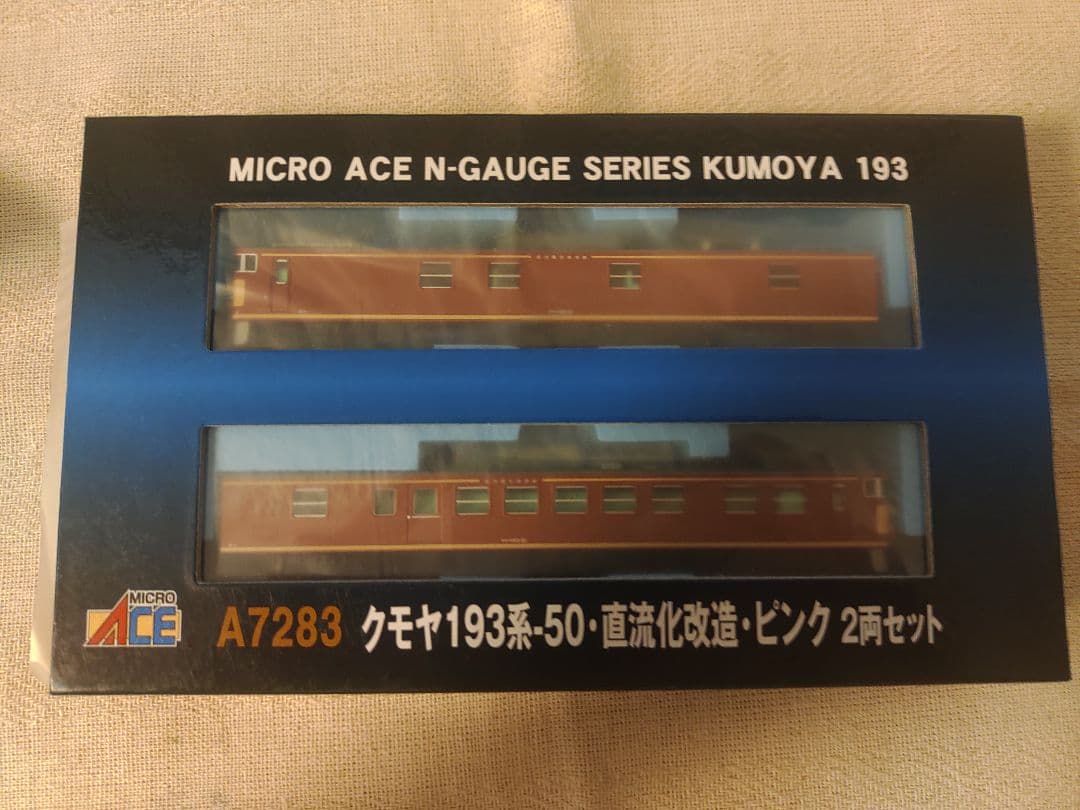 MICRO ACE N-GAUGE SERIES KUMOYA 193
MICRO
ACE
A7283 クモヤ193系-50・直流化改造・ピンク 2両セット